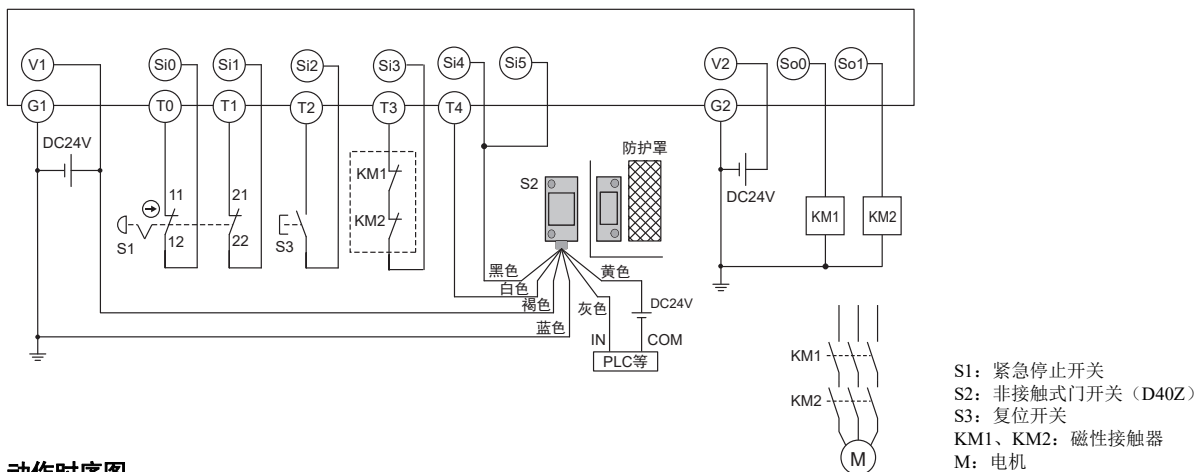 V1
Si0
Si1
Si2
Si3
Si4
Si5
V2
So0
So1
G1
T0
T1
T2
T3
T4
G2
DC24V
11
21
12
22
S1
S3
KM1
KM2
S2
防护罩
DC24V
KM1
KM2
黑色
白色
褐色
蓝色
黄色
灰色
DC24V
IN
COM
PLC等
KM1
KM2
M
S1：紧急停止开关
S2：非接触式门开关（D40Z）
S3：复位开关
KM1、KM2：磁性接触器
M：电机
动作时序图